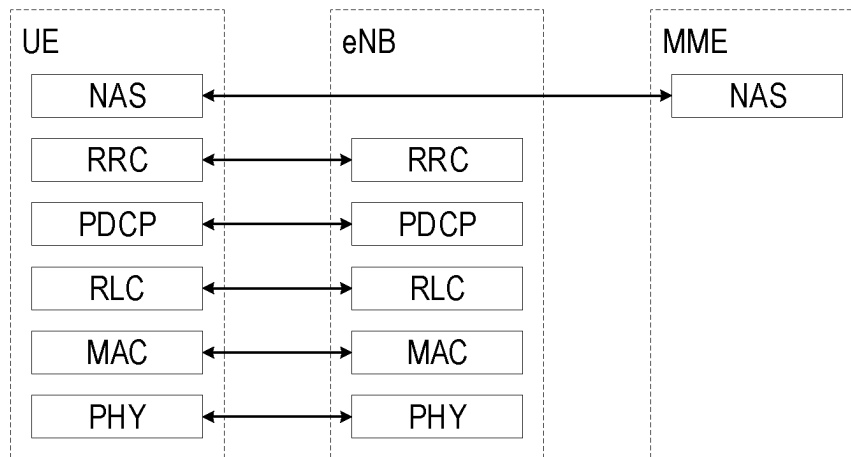 UE eNB MME
NAS NAS
RRC RRC
PDCP PDCP
RLC RLC
MAC MAC
PHY PHY